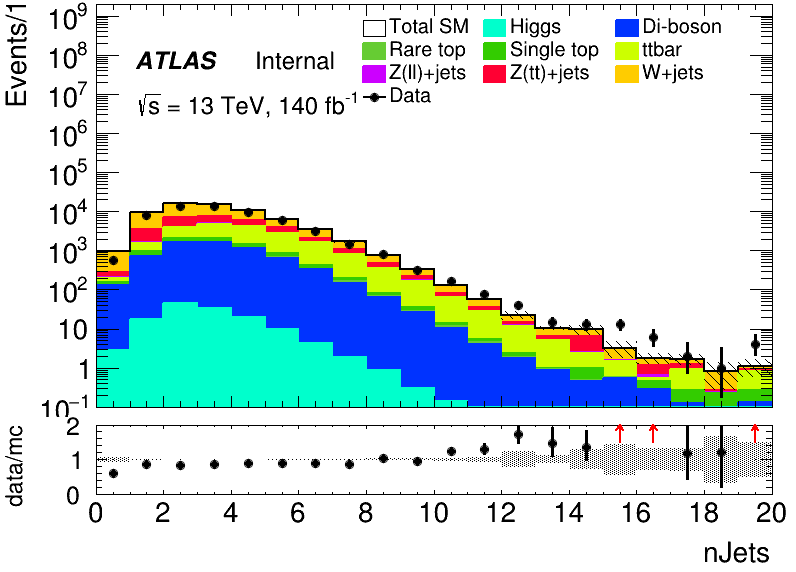 Events/1
10⁹
10⁸
10⁷
10⁶
10⁵
10⁴
10³
10²
10
1
10⁻¹
ATLAS Internal
√s = 13 TeV, 140 fb⁻¹
Total SM Higgs Di-boson
Rare top Single top ttbar
Z(ll)+jets Z(tt)+jets W+jets
Data
data/mc
2
1
0
0 2 4 6 8 10 12 14 16 18 20
nJets